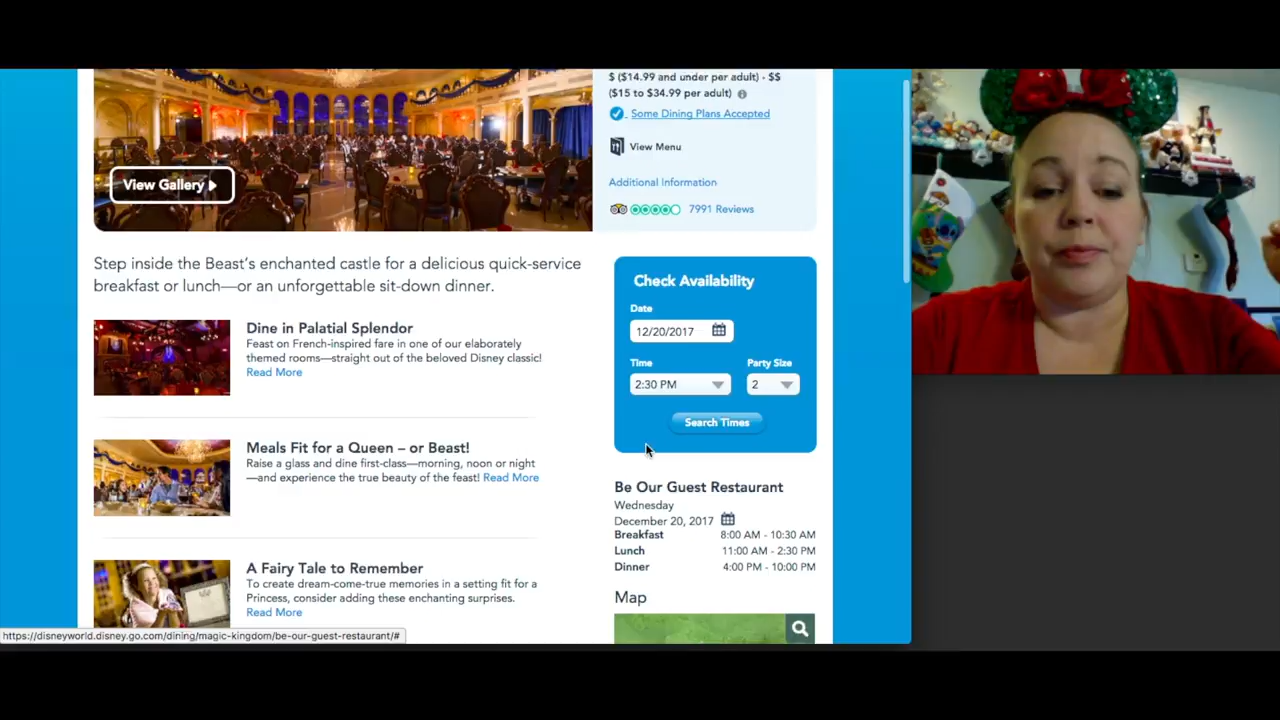 $ ($14.99 and under per adult) - $$
($15 to $34.99 per adult)
Some Dining Plans Accepted
View Menu
Additional Information
7991 Reviews
View Gallery
Step inside the Beast's enchanted castle for a delicious quick-service
breakfast or lunch—or an unforgettable sit-down dinner.
Dine in Palatial Splendor
Feast on French-inspired fare in one of our elaborately
themed rooms—straight out of the beloved Disney classic!
Read More
Meals Fit for a Queen – or Beast!
Raise a glass and dine first-class—morning, noon or night
—and experience the true beauty of the feast! Read More
A Fairy Tale to Remember
To create dream-come-true memories in a setting fit for a
Princess, consider adding these enchanting surprises.
Read More
Check Availability
Date
12/20/2017
Time Party Size
2:30 PM 2
Search Times
Be Our Guest Restaurant
Wednesday
December 20, 2017
Breakfast 8:00 AM - 10:30 AM
Lunch 11:00 AM - 2:30 PM
Dinner 4:00 PM - 10:00 PM
Map
https://disneyworld.disney.go.com/dining/magic-kingdom/be-our-guest-restaurant/#